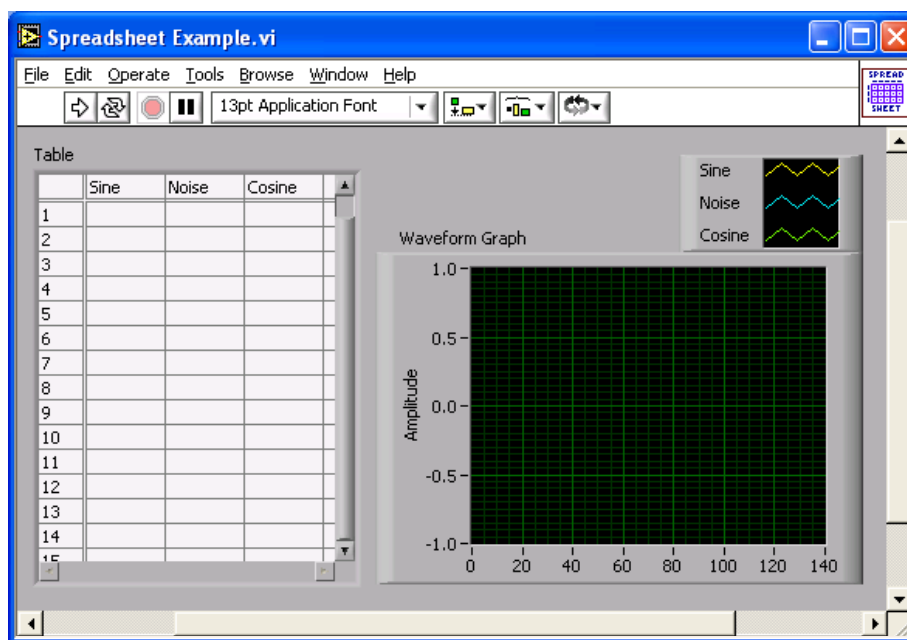 Spreadsheet Example.vi
File Edit Operate Tools Browse Window Help
13pt Application Font
SPREAD
SHEET
Table
Sine Noise Cosine
1
2
3
4
5
6
7
8
9
10
11
12
13
14
15
Sine
Noise
Cosine
Waveform Graph
Amplitude
1.0
0.5
0.0
-0.5
-1.0
0 20 40 60 80 100 120 140